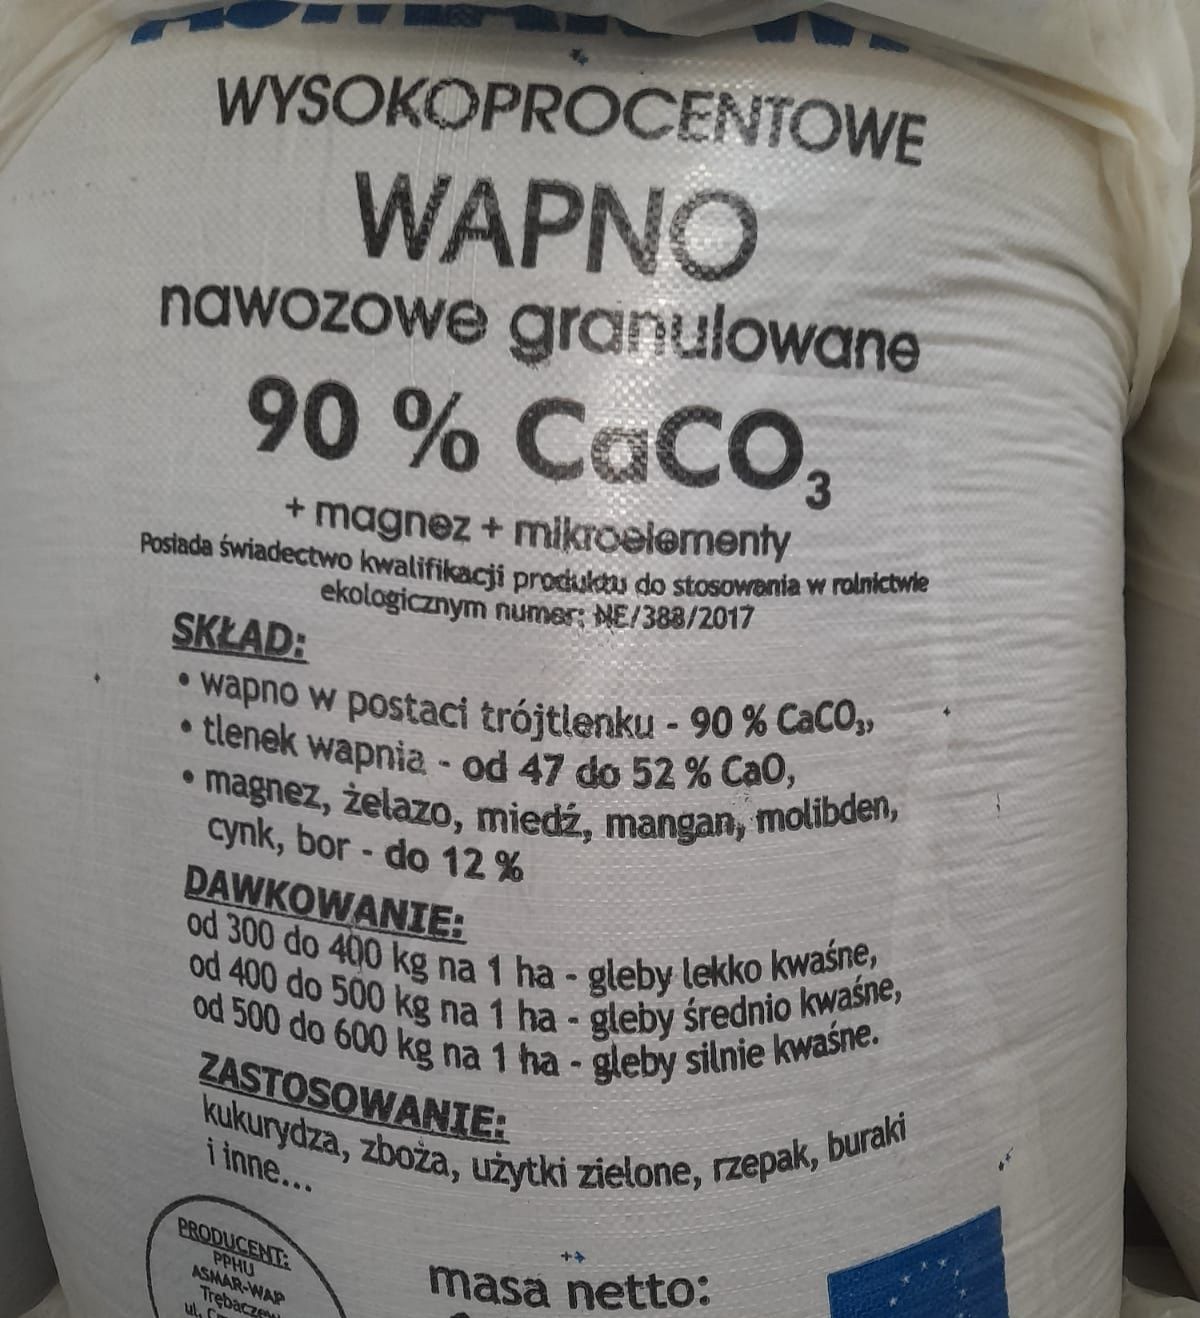 WYSOKOPROCENTOWE
WAPNO
nawozowe granulowane
90 % CaCO₃
+ magnez + mikroelementy
Posiada świadectwo kwalifikacji produktu do stosowania w rolnictwie
ekologicznym numer: NE/388/2017
SKŁAD:
• wapno w postaci trójtlenku - 90 % CaCO₃,
• tlenek wapnia - od 47 do 52 % CaO,
• magnez, żelazo, miedź, mangan, molibden,
cynk, bor - do 12 %
DAWKOWANIE:
od 300 do 400 kg na 1 ha - gleby lekko kwaśne,
od 400 do 500 kg na 1 ha - gleby średnio kwaśne,
od 500 do 600 kg na 1 ha - gleby silnie kwaśne.
ZASTOSOWANIE:
kukurydza, zboża, użytki zielone, rzepak, buraki
i inne...
PRODUCENT:
PPHU
ASMAR-WAP
ul.
masa netto: